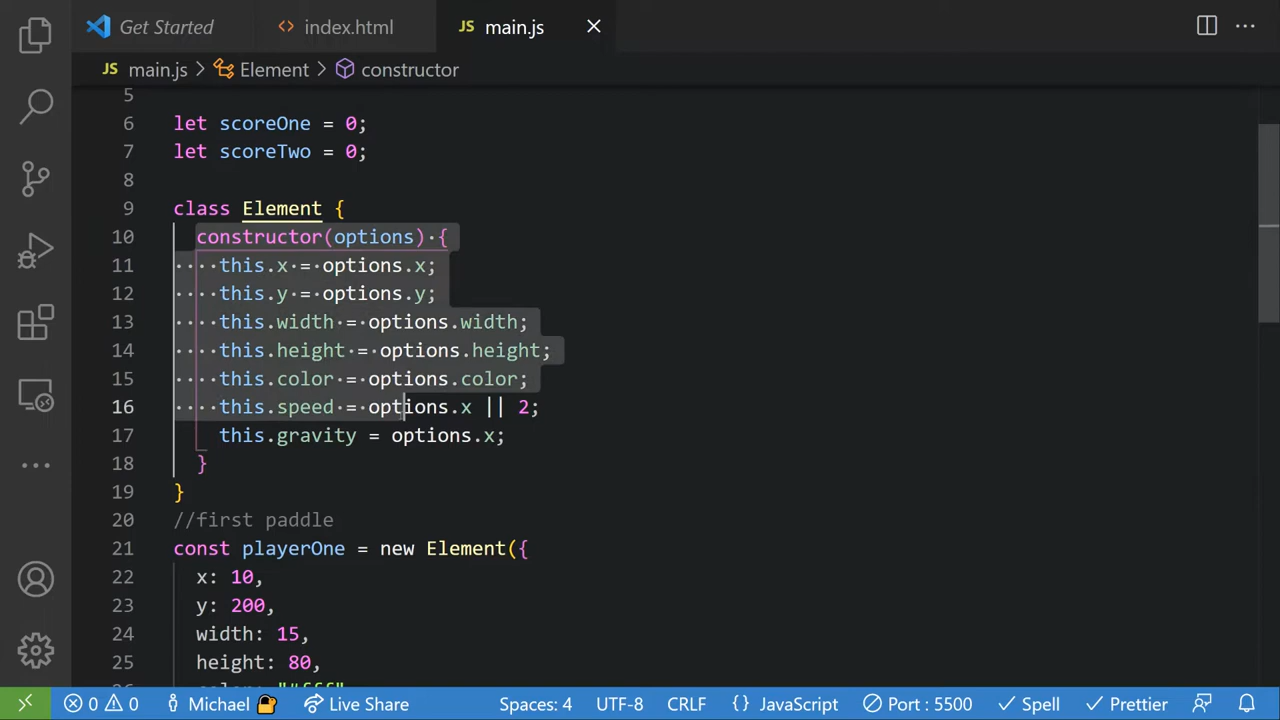 Get Started
index.html
JS main.js
JS main.js > Element > constructor
5
6 let scoreOne = 0;
7 let scoreTwo = 0;
8
9 class Element {
10 constructor(options) {
11 this.x = options.x;
12 this.y = options.y;
13 this.width = options.width;
14 this.height = options.height;
15 this.color = options.color;
16 this.speed = options.x || 2;
17 this.gravity = options.x;
18 }
19 }
20 //first paddle
21 const playerOne = new Element({
22 x: 10,
23 y: 200,
24 width: 15,
25 height: 80,
26 color: "#fff"
0 0 Michael Live Share Spaces: 4 UTF-8 CRLF {} JavaScript Port : 5500 Spell Prettier